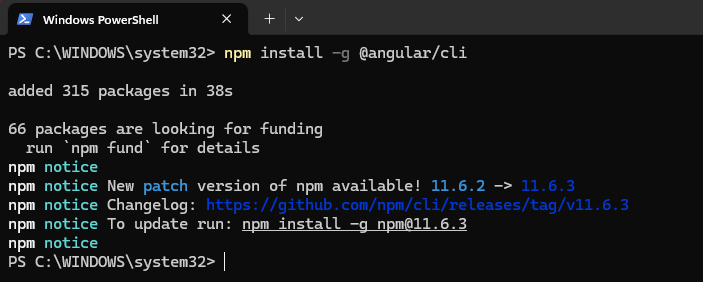 Windows PowerShell
PS C:\WINDOWS\system32> npm install -g @angular/cli
added 315 packages in 38s
66 packages are looking for funding
  run `npm fund` for details
npm notice
npm notice New patch version of npm available! 11.6.2 -> 11.6.3
npm notice Changelog: https://github.com/npm/cli/releases/tag/v11.6.3
npm notice To update run: npm install -g npm@11.6.3
npm notice
PS C:\WINDOWS\system32>